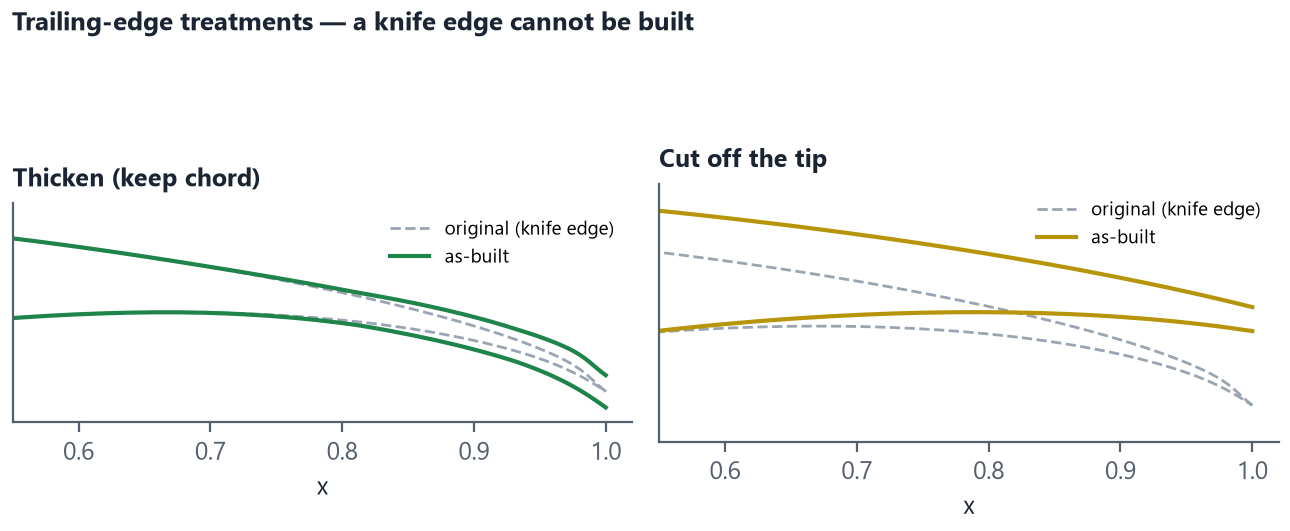 Trailing-edge treatments — a knife edge cannot be built
Thicken (keep chord)
original (knife edge)
as-built
0.6 0.7 0.8 0.9 1.0
x
Cut off the tip
original (knife edge)
as-built
0.6 0.7 0.8 0.9 1.0
x